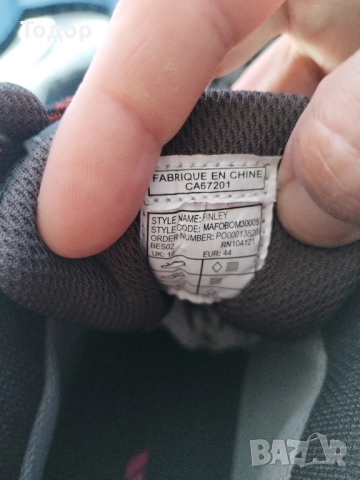 Тодор
FABRIQUE EN CHINE
CA67201
STYLE NAME: FINLEY
STYLE CODE: MAFOBOM30005
ORDER NUMBER: PO00013820
BES02 RN104121
UK: EUR: 44
BAZAR
bg